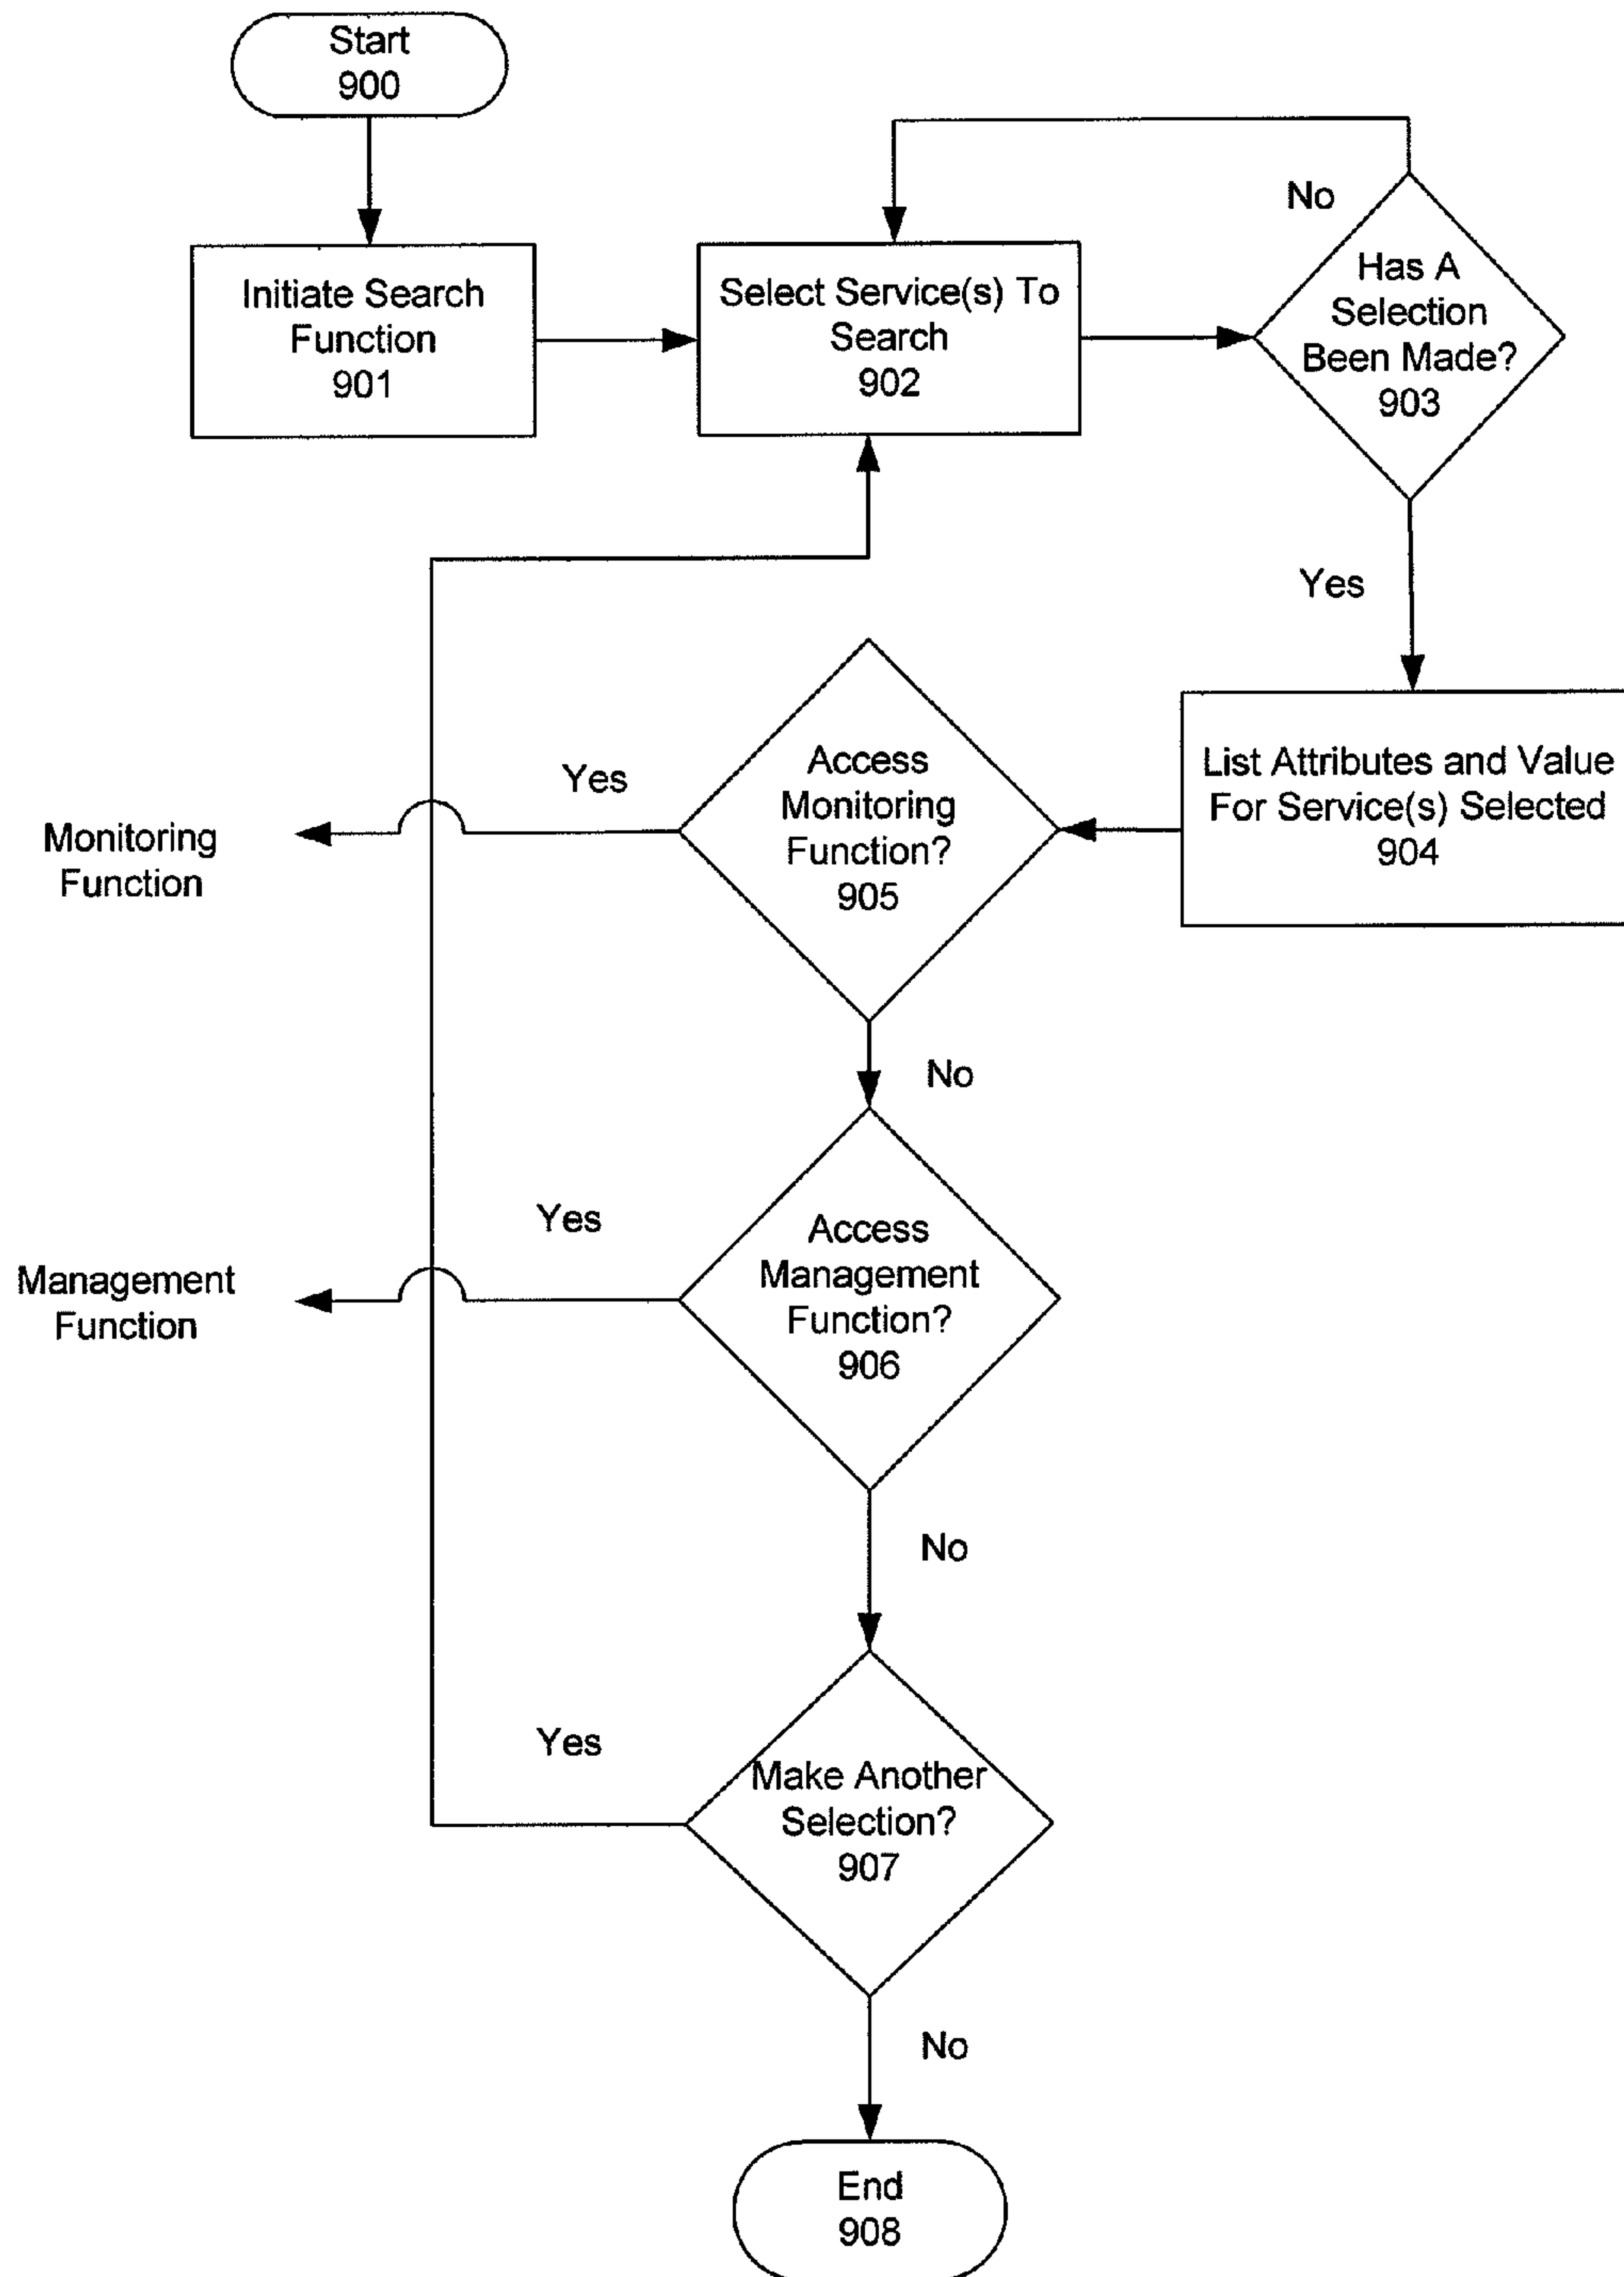 Start
900
Initiate Search
Function
901
Select Service(s) To
Search
902
No
Has A
Selection
Been Made?
903
Yes
List Attributes and Value
For Service(s) Selected
904
Access
Monitoring
Function?
905
Yes
Monitoring
Function
No
Access
Management
Function?
906
Yes
Management
Function
No
Make Another
Selection?
907
Yes
No
End
908